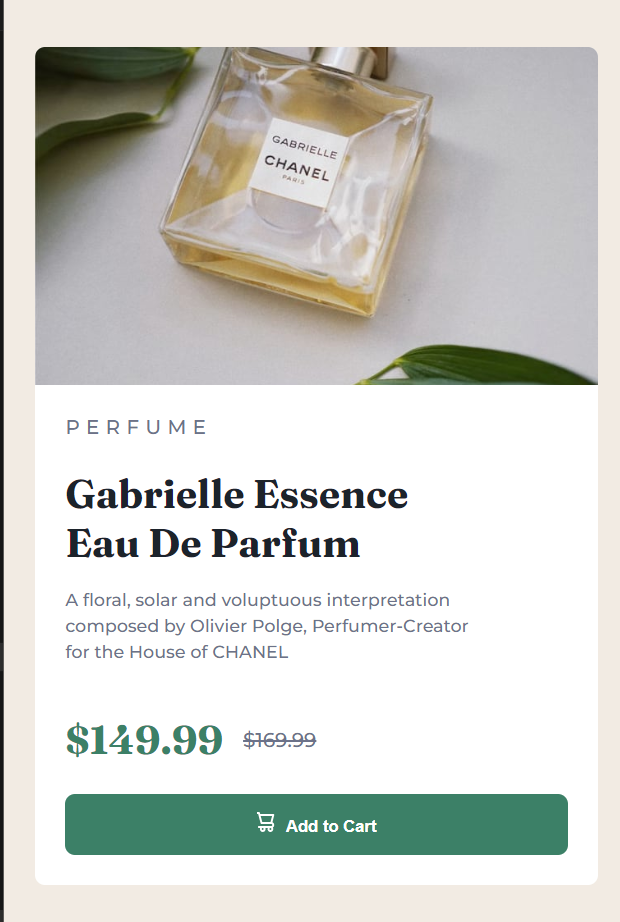 GABRIELLE
CHANEL
PARIS
PERFUME
Gabrielle Essence
Eau De Parfum
A floral, solar and voluptuous interpretation
composed by Olivier Polge, Perfumer-Creator
for the House of CHANEL
$149.99 $169.99
Add to Cart